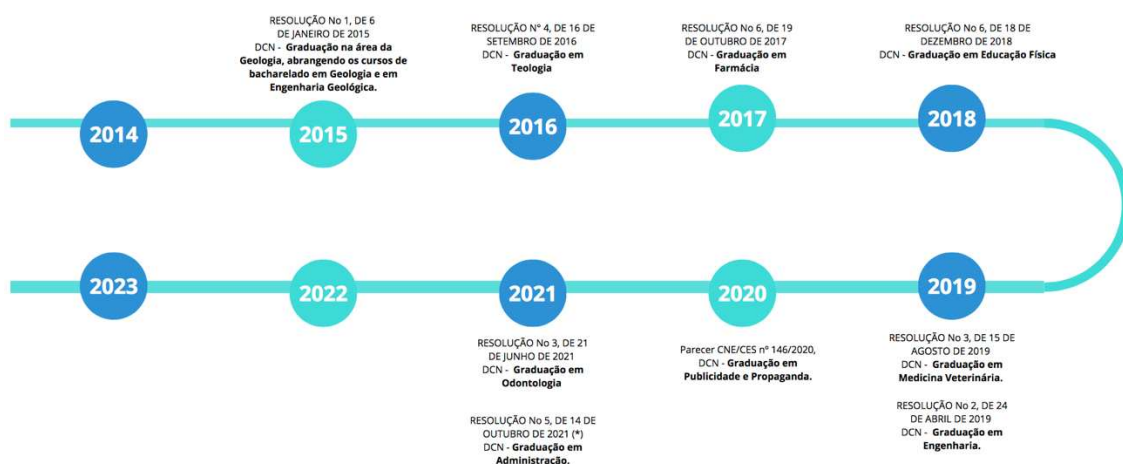 RESOLUÇÃO No 1, DE 6
DE JANEIRO DE 2015
DCN - Graduação na área da
Geologia, abrangendo os cursos de
bacharelado em Geologia e em
Engenharia Geológica.
RESOLUÇÃO Nº 4, DE 16 DE
SETEMBRO DE 2016
DCN - Graduação em
Teologia
RESOLUÇÃO No 6, DE 19
DE OUTUBRO DE 2017
DCN - Graduação em
Farmácia
RESOLUÇÃO No 6, DE 18 DE
DEZEMBRO DE 2018
DCN - Graduação em Educação Física
2014
2015
2016
2017
2018
2023
2022
2021
2020
2019
RESOLUÇÃO No 3, DE 21
DE JUNHO DE 2021
DCN - Graduação em
Odontologia
RESOLUÇÃO No 5, DE 14 DE
OUTUBRO DE 2021 (*)
DCN - Graduação em
Administração.
Parecer CNE/CES nº 146/2020,
DCN - Graduação em
Publicidade e Propaganda.
RESOLUÇÃO No 3, DE 15 DE
AGOSTO DE 2019
DCN - Graduação em
Medicina Veterinária.
RESOLUÇÃO No 2, DE 24
DE ABRIL DE 2019
DCN - Graduação em
Engenharia.